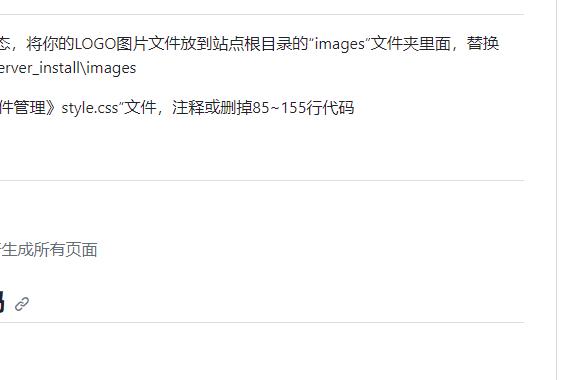 态，将你的LOGO图片文件放到站点根目录的“images”文件夹里面，替换
erver_install\images
件管理》style.css”文件，注释或删掉85~155行代码
生成所有页面